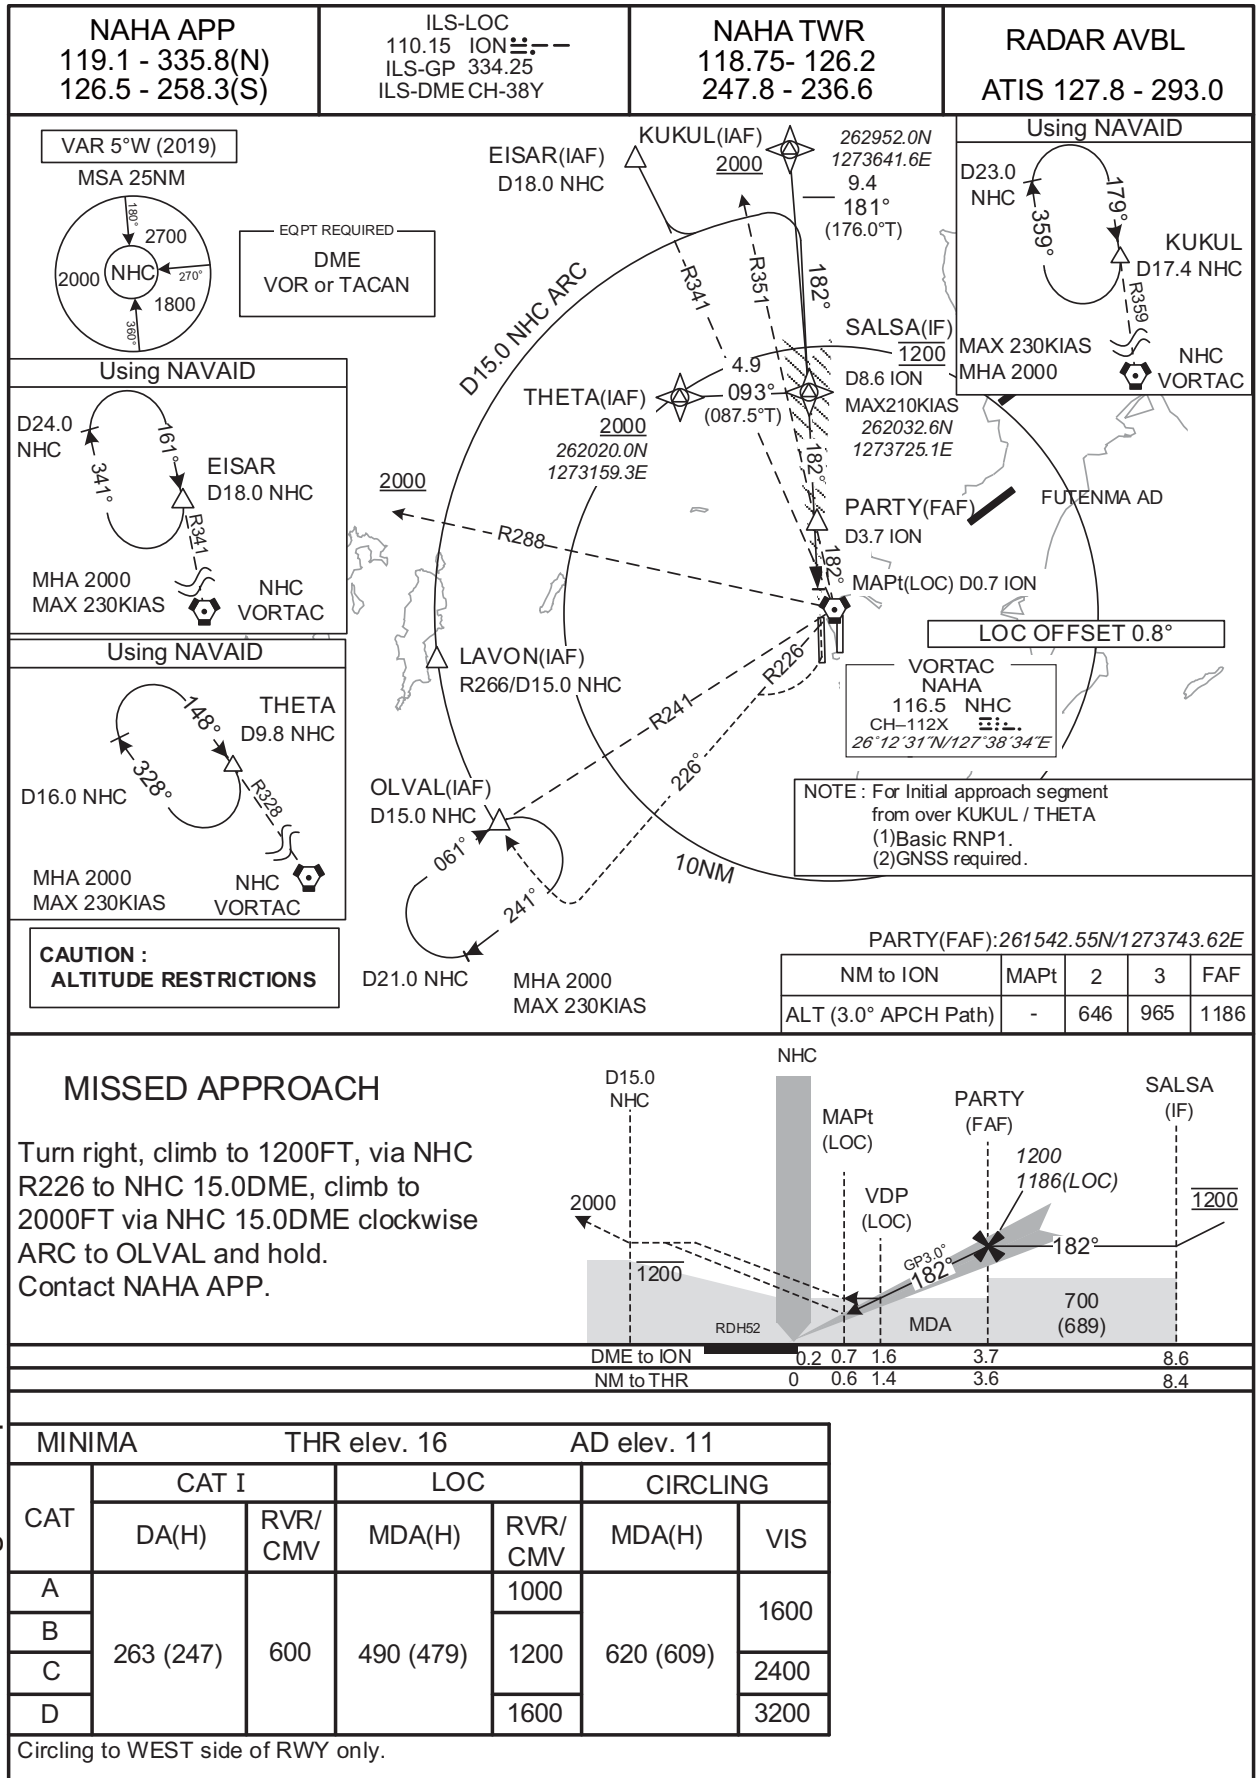 NAHA APP
119.1 - 335.8(N)
126.5 - 258.3(S)
ILS-LOC
110.15 ION
ILS-GP 334.25
ILS-DME CH-38Y
NAHA TWR
118.75- 126.2
247.8 - 236.6
RADAR AVBL
ATIS 127.8 - 293.0
VAR 5°W (2019)
MSA 25NM
180°
2700
2000
NHC
270°
1800
360°
EQPT REQUIRED
DME
VOR or TACAN
EISAR(IAF)
D18.0 NHC
KUKUL(IAF)
2000
262952.0N
1273641.6E
9.4
181°
(176.0°T)
Using NAVAID
D23.0
NHC
179°
359°
KUKUL
D17.4 NHC
R359
MAX 230KIAS
MHA 2000
NHC
VORTAC
D15.0 NHC ARC
R341
R351
182°
SALSA(IF)
1200
D8.6 ION
MAX210KIAS
262032.6N
1273725.1E
4.9
093°
(087.5°T)
THETA(IAF)
2000
262020.0N
1273159.3E
Using NAVAID
D24.0
NHC
161°
341°
EISAR
D18.0 NHC
R341
MHA 2000
MAX 230KIAS
NHC
VORTAC
2000
R288
182°
PARTY(FAF)
D3.7 ION
FUTENMA AD
182°
MAPt(LOC) D0.7 ION
LOC OFFSET 0.8°
Using NAVAID
THETA
D9.8 NHC
148°
328°
D16.0 NHC
R328
MHA 2000
MAX 230KIAS
NHC
VORTAC
LAVON(IAF)
R266/D15.0 NHC
R226
R241
226°
VORTAC
NAHA
116.5 NHC
CH–112X
26°12′31″N/127°38′34″E
OLVAL(IAF)
D15.0 NHC
061°
241°
D21.0 NHC
MHA 2000
MAX 230KIAS
10NM
NOTE : For Initial approach segment
from over KUKUL / THETA
(1)Basic RNP1.
(2)GNSS required.
CAUTION :
ALTITUDE RESTRICTIONS
PARTY(FAF):261542.55N/1273743.62E
NM to ION MAPt 2 3 FAF
ALT (3.0° APCH Path) - 646 965 1186
MISSED APPROACH
Turn right, climb to 1200FT, via NHC
R226 to NHC 15.0DME, climb to
2000FT via NHC 15.0DME clockwise
ARC to OLVAL and hold.
Contact NAHA APP.
NHC
D15.0
NHC
MAPt
(LOC)
PARTY
(FAF)
SALSA
(IF)
1200
1186(LOC)
2000
VDP
(LOC)
1200
GP3.0°
182°
182°
1200
700
(689)
RDH52
MDA
DME to ION 0.2 0.7 1.6 3.7 8.6
NM to THR 0 0.6 1.4 3.6 8.4
MINIMA THR elev. 16 AD elev. 11
CAT CAT I LOC CIRCLING
DA(H) RVR/CMV MDA(H) RVR/CMV MDA(H) VIS
A 263 (247) 600 490 (479) 1000 620 (609) 1600
B 1200
C 2400
D 1600 3200
Circling to WEST side of RWY only.